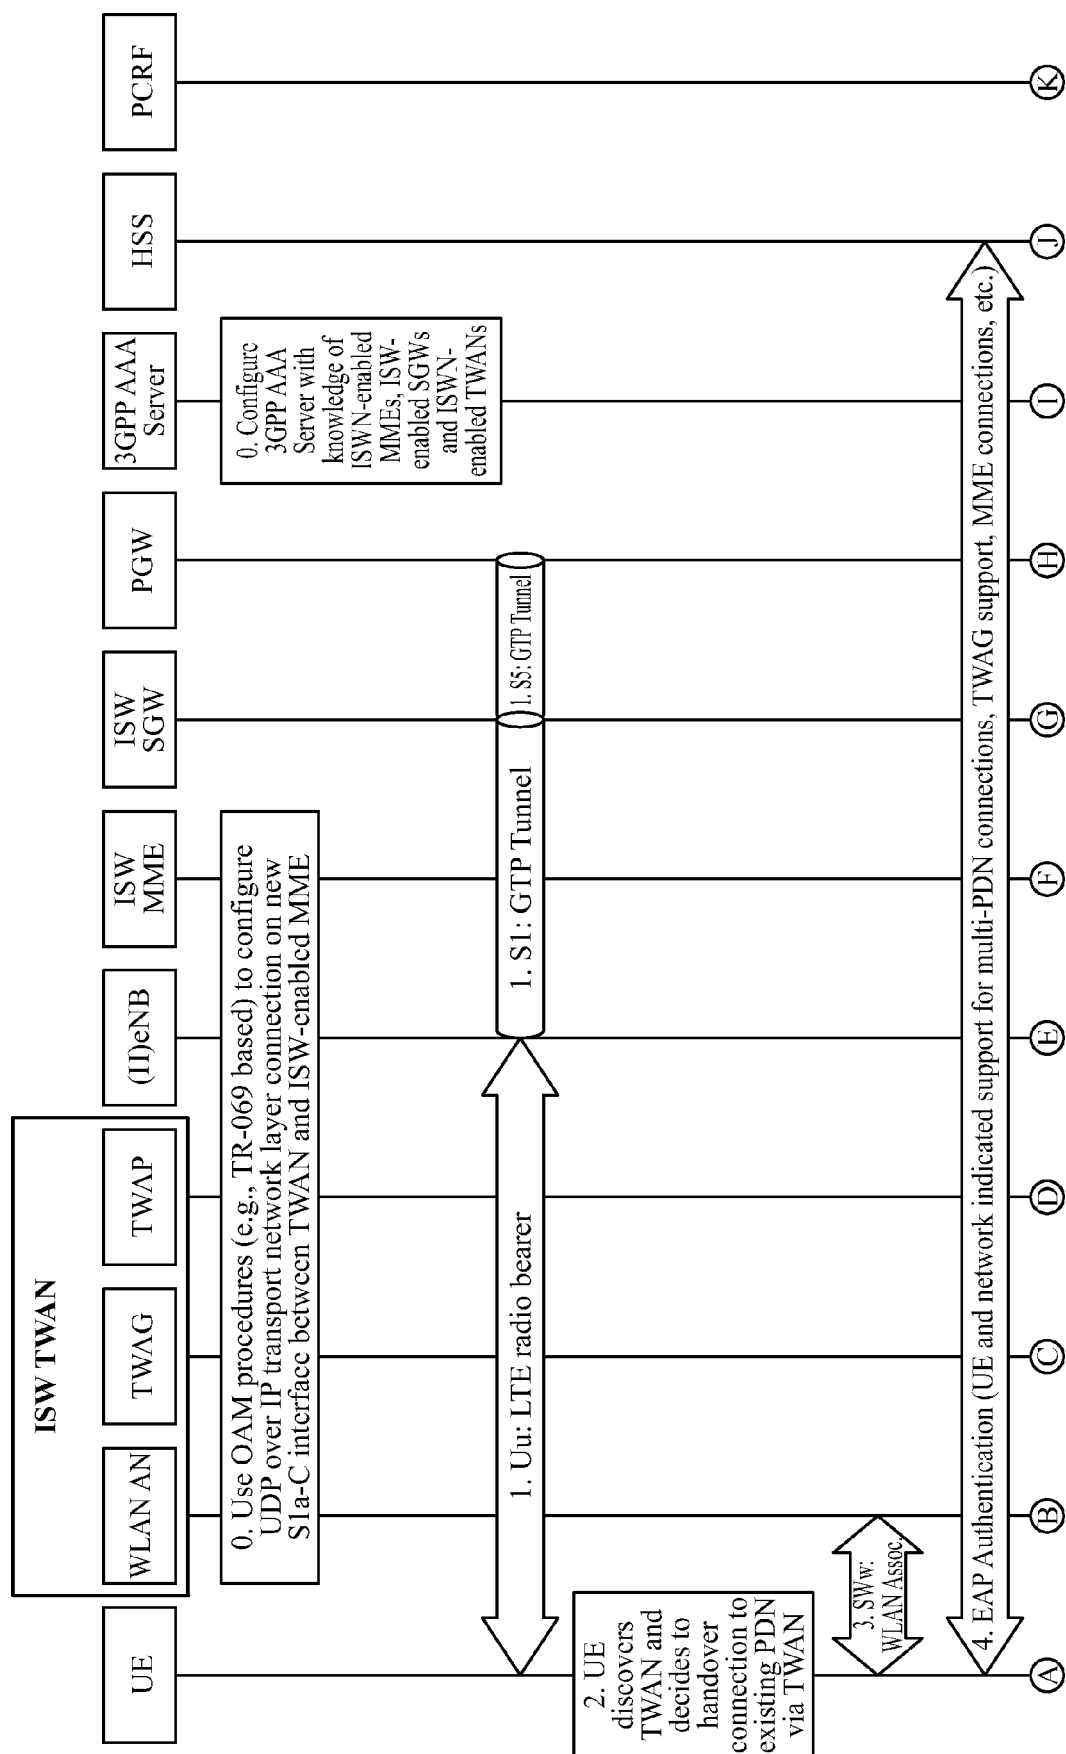 ISW TWAN
UE
WLAN AN
TWAG
TWAP
(II)eNB
ISW
MME
ISW
SGW
PGW
3GPP AAA
Server
HSS
PCRF
0. Use OAM procedures (e.g., TR-069 based) to configure
UDP over IP transport network layer connection on new
S1a-C interface between TWAN and ISW-enabled MME
0. Configure
3GPP AAA
Server with
knowledge of
ISWN-enabled
MMEs, ISW-
enabled SGWs
and ISWN-
enabled TWANs
1. Uu: LTE radio bearer
1. S1: GTP Tunnel
1. S5: GTP Tunnel
2. UE
discovers
TWAN and
decides to
handover
connection to
existing PDN
via TWAN
3. SWw:
WLAN Assoc.
4. EAP Authentication (UE and network indicated support for multi-PDN connections, TWAG support, MME connections, etc.)
A
B
C
D
E
F
G
H
I
J
K